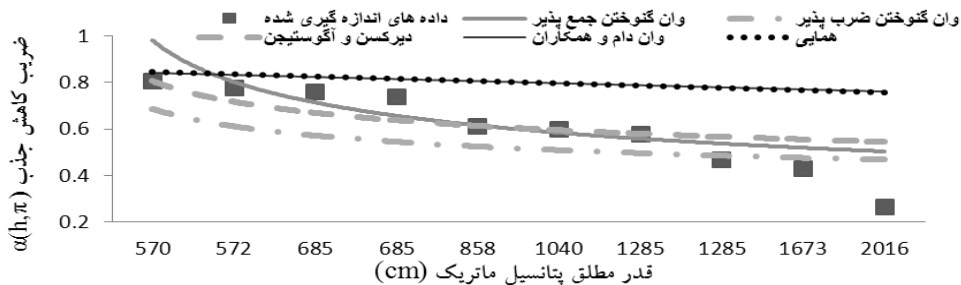 داده های اندازه گیری شده وان گنوختن جمع پذیر وان گنوختن ضرب پذیر
دیرکسن و آگوستیجن وان دام و همکاران همایی
ضریب کاهش جذب α(h,π)
1
0.8
0.6
0.4
0.2
570 572 685 685 858 1040 1285 1285 1673 2016
قدر مطلق پتانسیل ماتریک (cm)